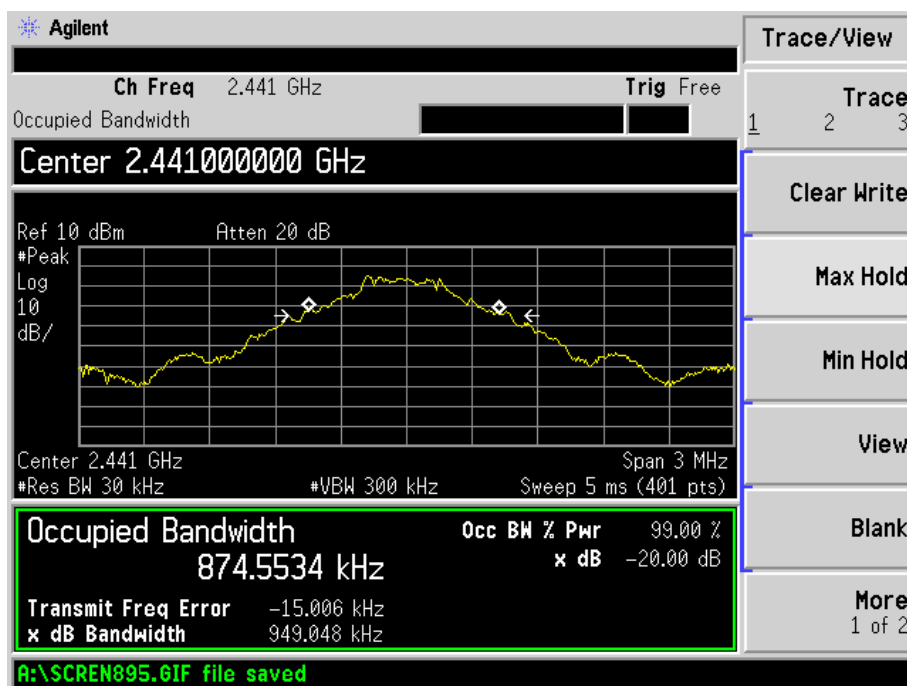 Agilent
Trace/View
Ch Freq 2.441 GHz Trig Free
Occupied Bandwidth
Trace
1 2 3
Center 2.441000000 GHz
Clear Write
Ref 10 dBm Atten 20 dB
#Peak
Log
10
dB/
Max Hold
Min Hold
View
Center 2.441 GHz Span 3 MHz
#Res BW 30 kHz #VBW 300 kHz Sweep 5 ms (401 pts)
Occupied Bandwidth
874.5534 kHz
Occ BW % Pwr 99.00 %
x dB -20.00 dB
Blank
Transmit Freq Error -15.006 kHz
x dB Bandwidth 949.048 kHz
More
1 of 2
A:\SCREN895.GIF file saved